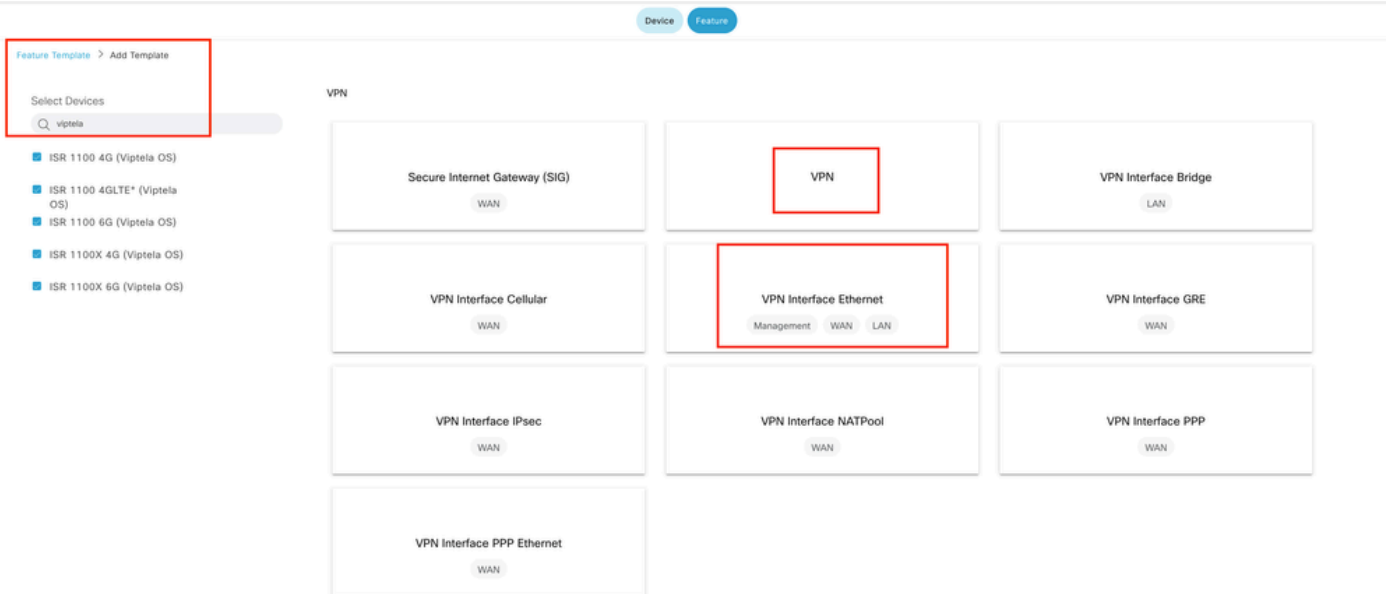 Device Feature
Feature Template > Add Template
Select Devices
viptela
ISR 1100 4G (Viptela OS)
ISR 1100 4GLTE* (Viptela
OS)
ISR 1100 6G (Viptela OS)
ISR 1100X 4G (Viptela OS)
ISR 1100X 6G (Viptela OS)
VPN
Secure Internet Gateway (SIG)
WAN
VPN
VPN Interface Bridge
LAN
VPN Interface Cellular
WAN
VPN Interface Ethernet
Management WAN LAN
VPN Interface GRE
WAN
VPN Interface IPsec
WAN
VPN Interface NATPool
WAN
VPN Interface PPP
WAN
VPN Interface PPP Ethernet
WAN